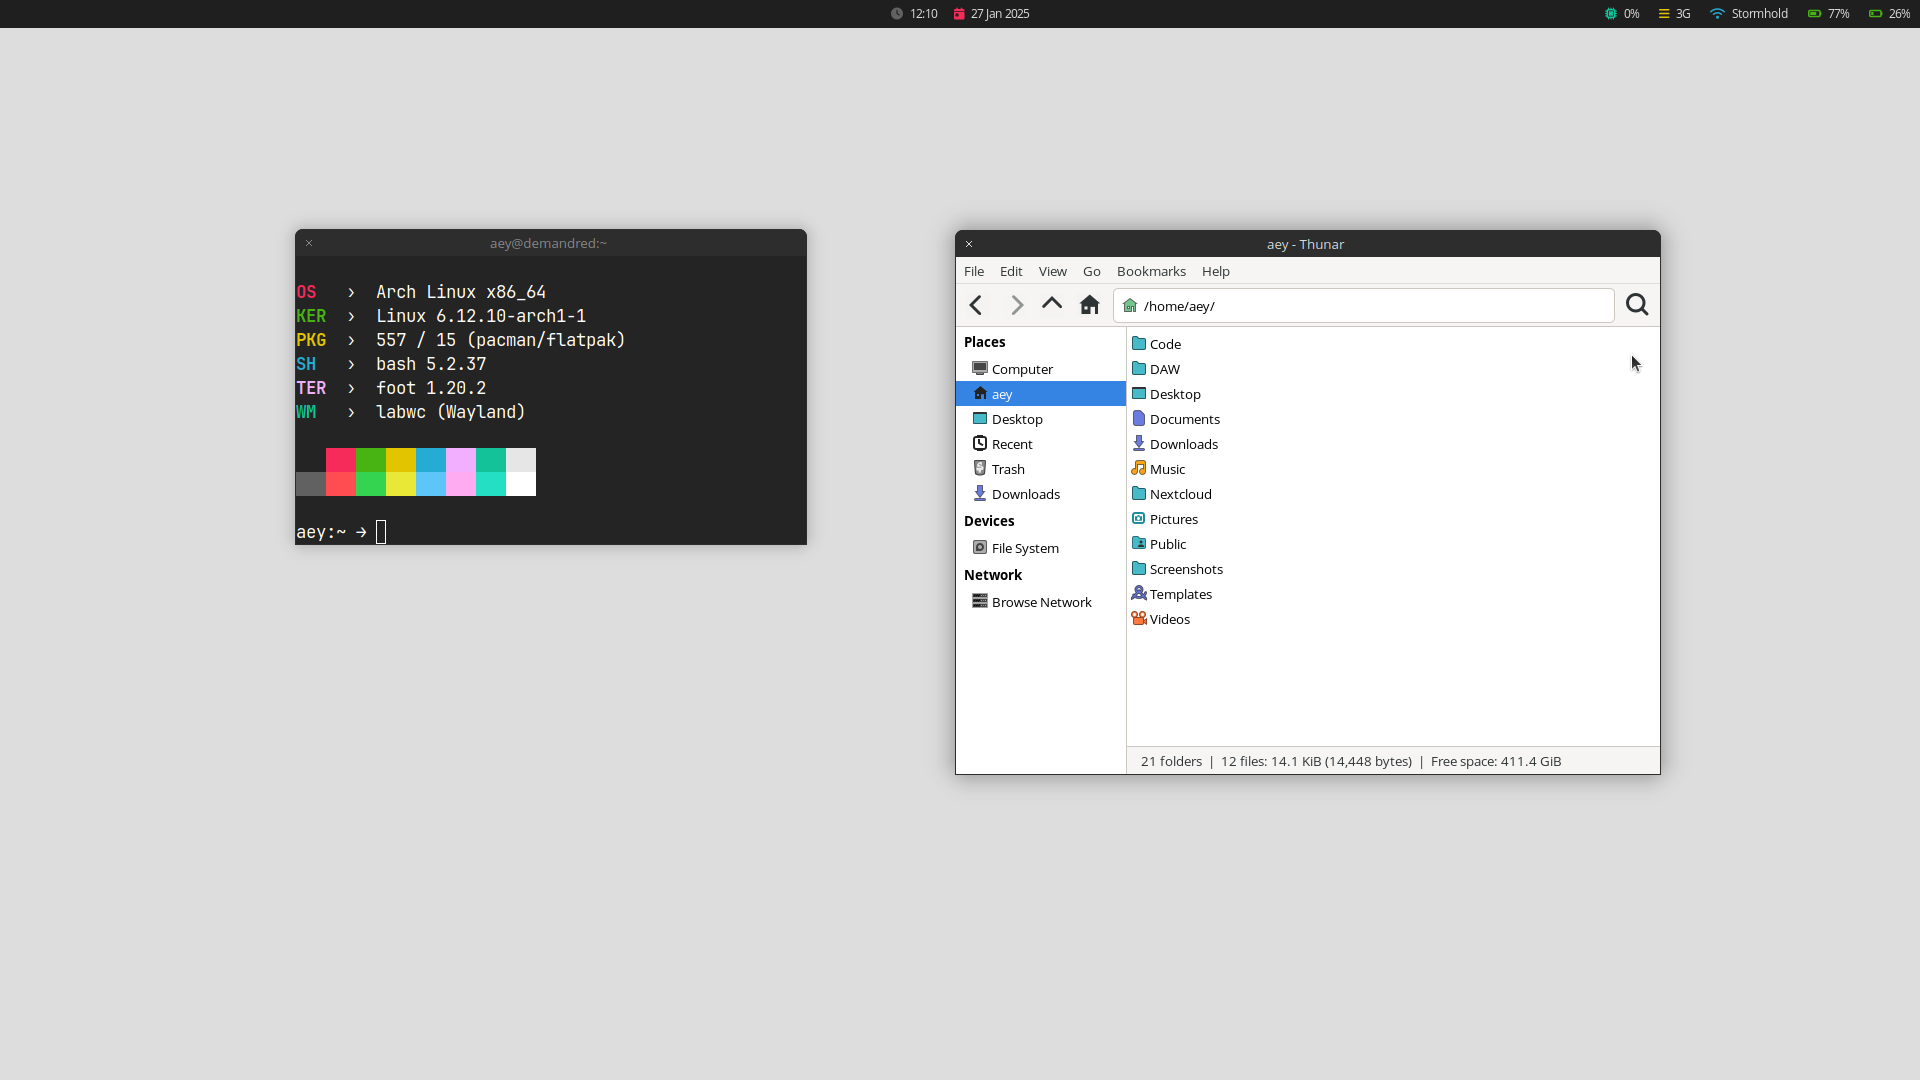 12:10 27 Jan 2025 0% 3G Stormhold 77% 26%
aey@demandred:~
OS › Arch Linux x86_64
KER › Linux 6.12.10-arch1-1
PKG › 557 / 15 (pacman/flatpak)
SH › bash 5.2.37
TER › foot 1.20.2
WM › labwc (Wayland)
aey:~ →
aey - Thunar
File Edit View Go Bookmarks Help
/home/aey/
Places
Computer
aey
Desktop
Recent
Trash
Downloads
Devices
File System
Network
Browse Network
Code
DAW
Desktop
Documents
Downloads
Music
Nextcloud
Pictures
Public
Screenshots
Templates
Videos
21 folders | 12 files: 14.1 KiB (14,448 bytes) | Free space: 411.4 GiB